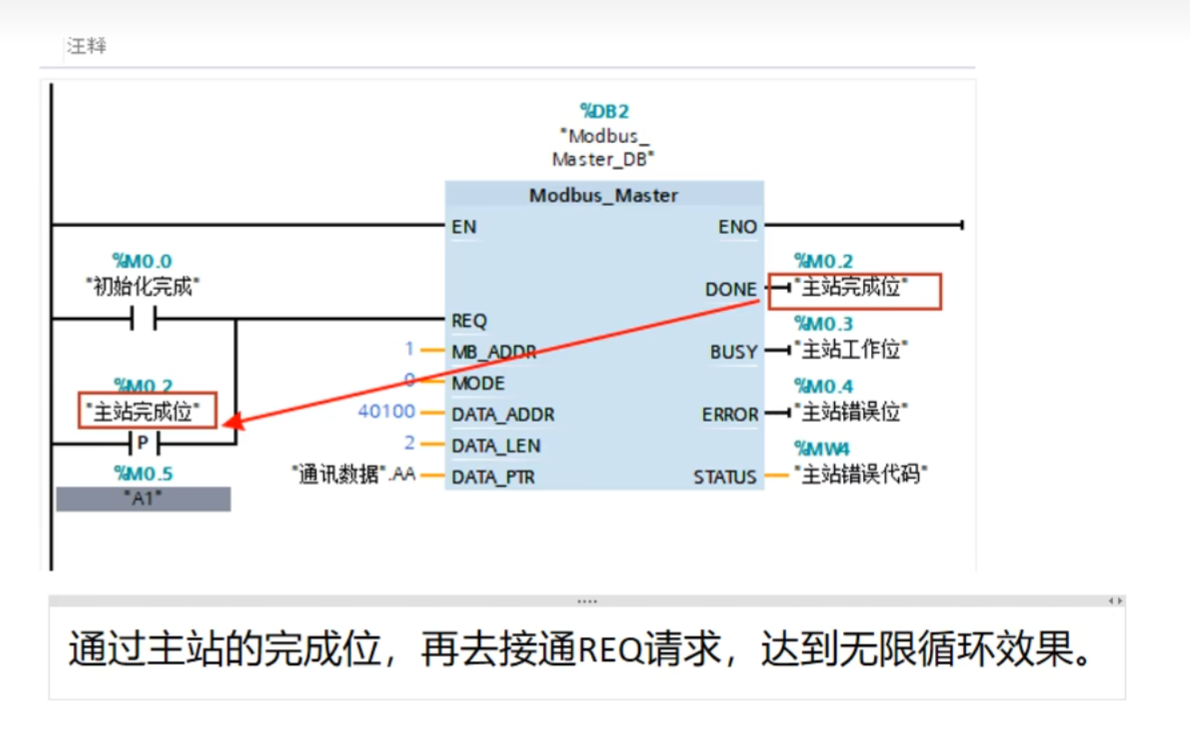 注释
%DB2
"Modbus_
Master_DB"
Modbus_Master
EN ENO
%M0.0 %M0.2
"初始化完成" DONE "主站完成位"
%M0.3
REQ
1 MB_ADDR BUSY "主站工作位"
%M0.2 0 MODE %M0.4
"主站完成位" 40100 DATA_ADDR ERROR "主站错误位"
P 2 DATA_LEN %MW4
%M0.5 "通讯数据".AA DATA_PTR STATUS "主站错误代码"
"A1"
通过主站的完成位，再去接通REQ请求，达到无限循环效果。